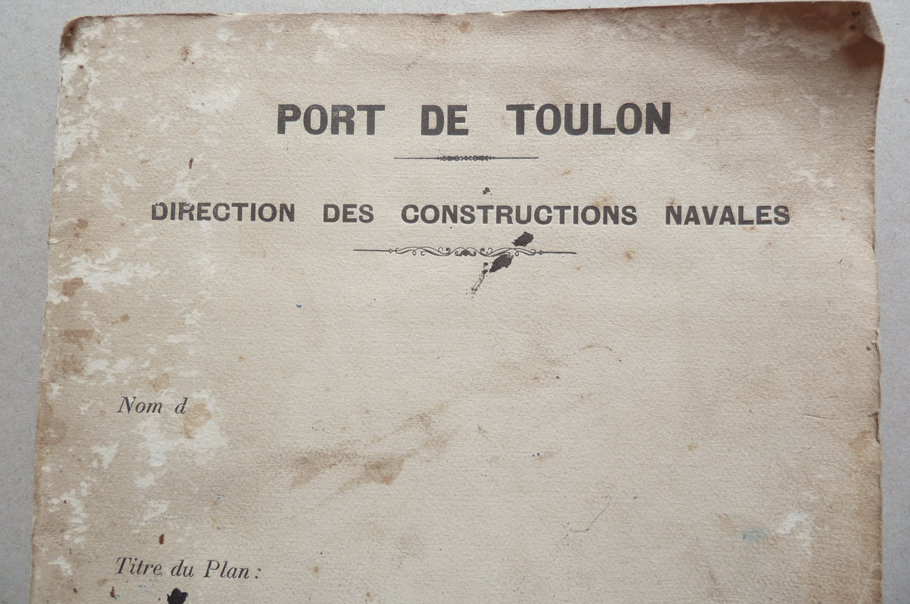 PORT DE TOULON
DIRECTION DES CONSTRUCTIONS NAVALES
Nom d
Titre du Plan :